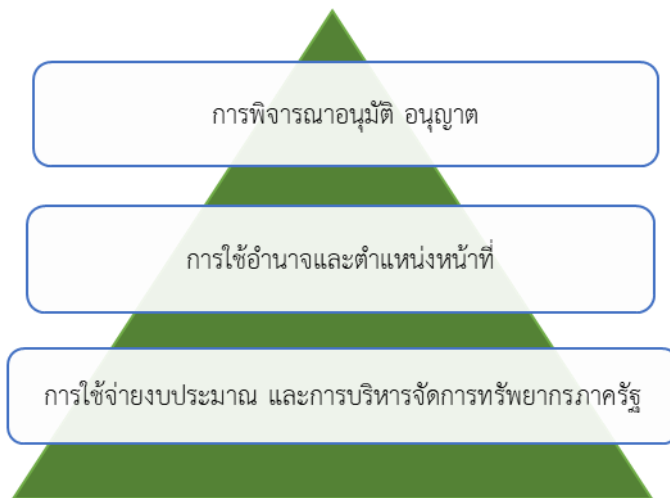 การพิจารณาอนุมัติ อนุญาต
การใช้อำนาจและตำแหน่งหน้าที่
การใช้จ่ายงบประมาณ และการบริหารจัดการทรัพยากรภาครัฐ